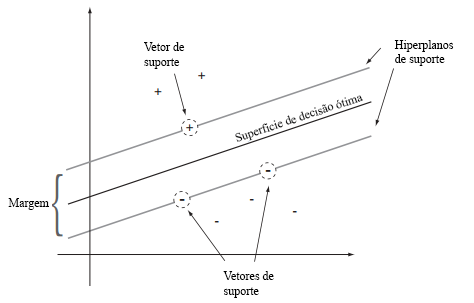 Vetor de
suporte
Hiperplanos
de suporte
+
+
+
Superfície de decisão ótima
Margem
-
-
-
-
-
Vetores de
suporte